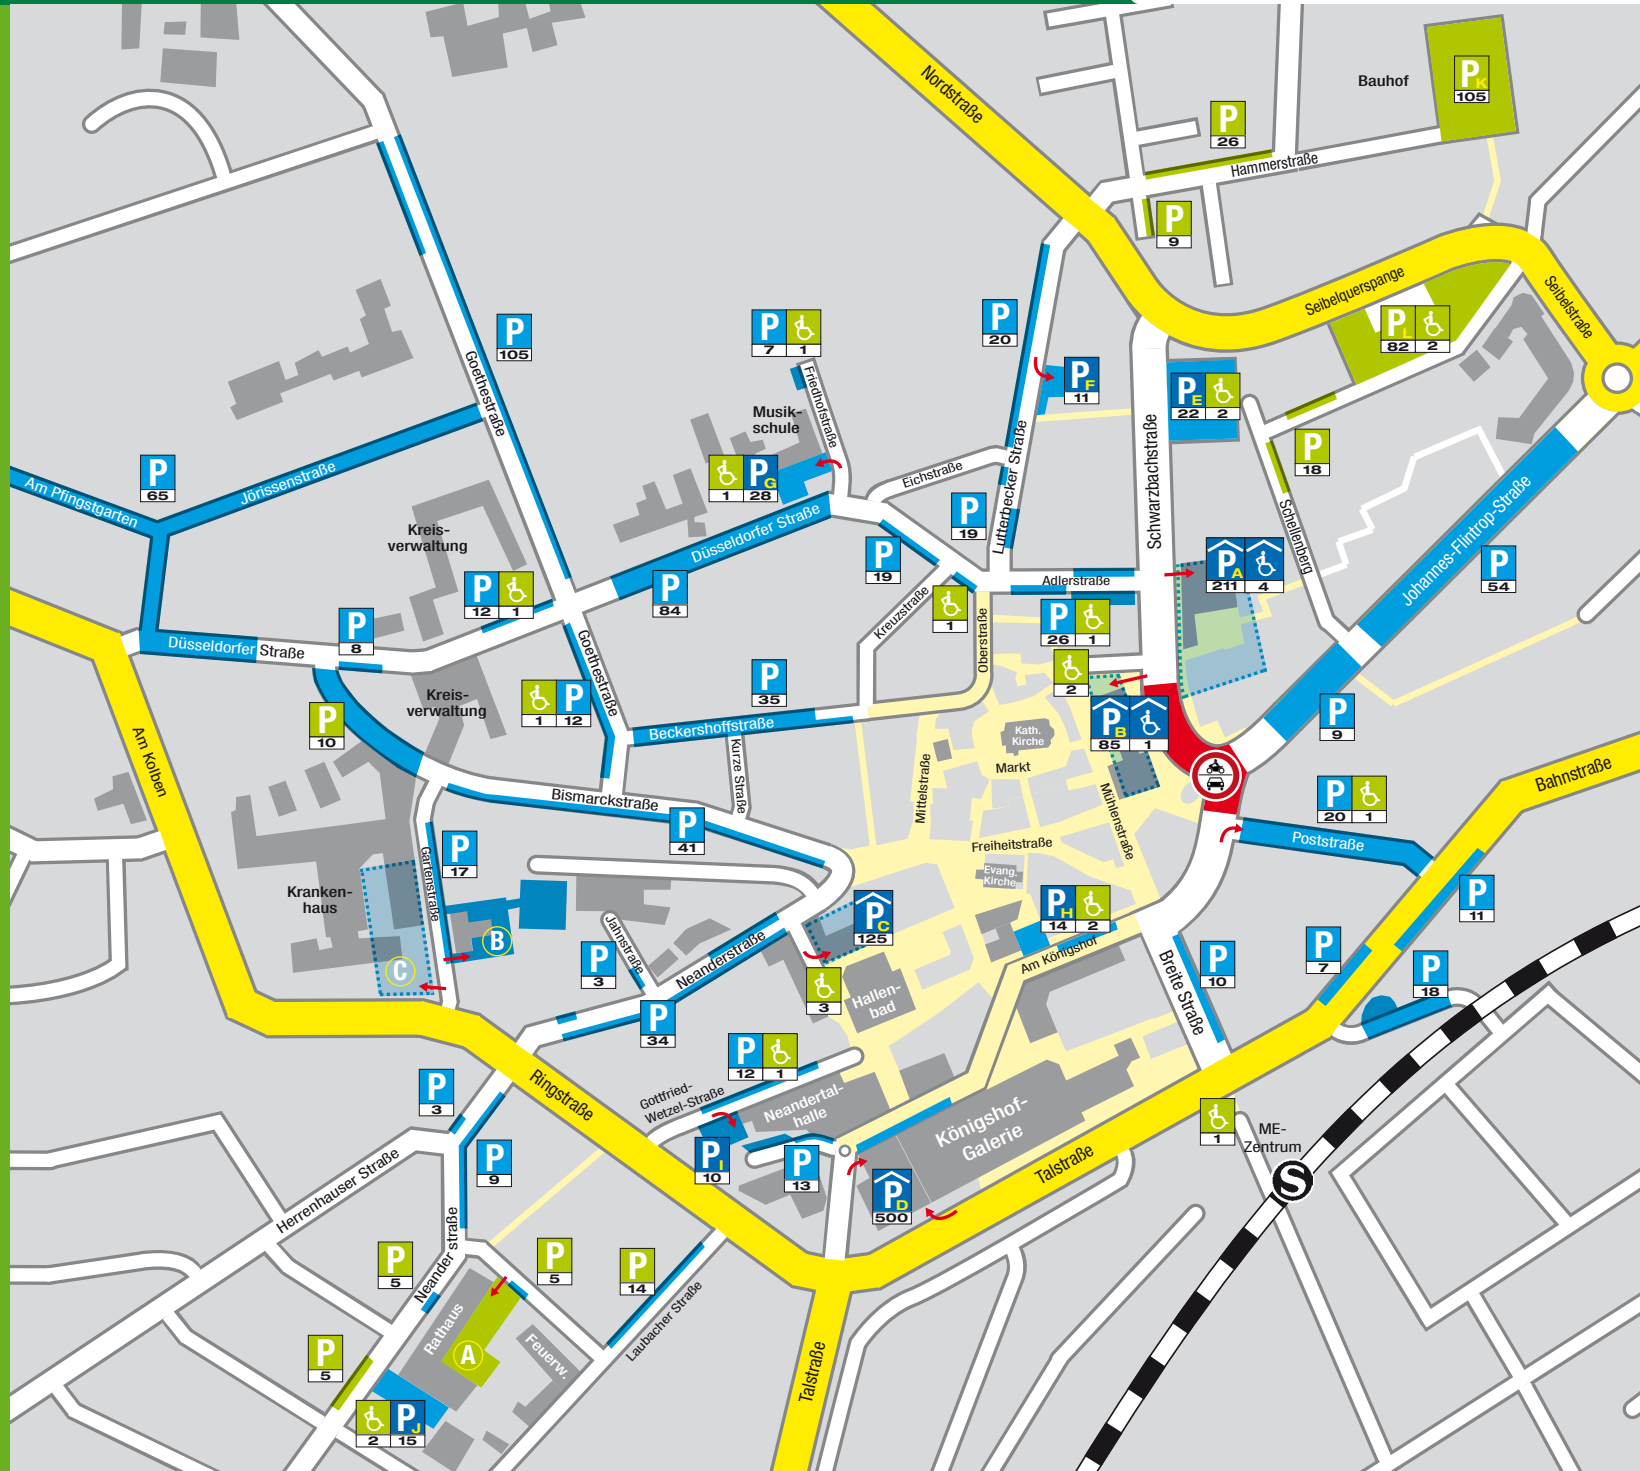 Nordstraße
Bauhof
P K
105
P
26
Hammerstraße
P
9
Seibelquerspange
Seibelstraße
P L
82 2
P
105
Goethestraße
P
7 1
Friedhofstraße
Musik-
schule
P
20
P F
11
P E
22 2
P
18
Schwarzbachstraße
Lutterbecker Straße
Eichstraße
Schellenberg
Johannes-Flintrop-Straße
P
54
P
65
Am Pfingstgarten
Jörissenstraße
P G
1 28
Düsseldorfer Straße
P
84
P
19
P
19
Kreis-
verwaltung
P
12 1
P
8
Düsseldorfer Straße
Adlerstraße
P A
211 4
1
P
26 1
Kreuzstraße
Oberstraße
2
P B
85 1
Goethestraße
P
1 12
P
35
Beckershoffstraße
Kurze Straße
Kreis-
verwaltung
P
10
Am Kolben
Kath.
Kirche
Markt
Mittelstraße
Mühlenstraße
P
9
Bahnstraße
P
20 1
Poststraße
Bismarckstraße
P
41
Freiheitstraße
Evang.
Kirche
P
17
Gartenstraße
Kranken-
haus
B
C
P C
125
P H
14 2
Am Königshof
P
11
P
7
P
18
P
10
Breite Straße
Jahnstraße
P
3
Neanderstraße
P
34
3
Hallen-
bad
P
12 1
Gottfried-
Wetzel-Straße
Neandertal-
halle
Königshof-
Galerie
P
3
Ringstraße
P I
10
P
13
P D
500
Talstraße
1
ME-
Zentrum
S
P
9
Herrenhauser Straße
Neander straße
P
5
P
5
P
14
Laubacher Straße
Rathaus
A
Feuerw.
P
5
P J
2 15
Talstraße